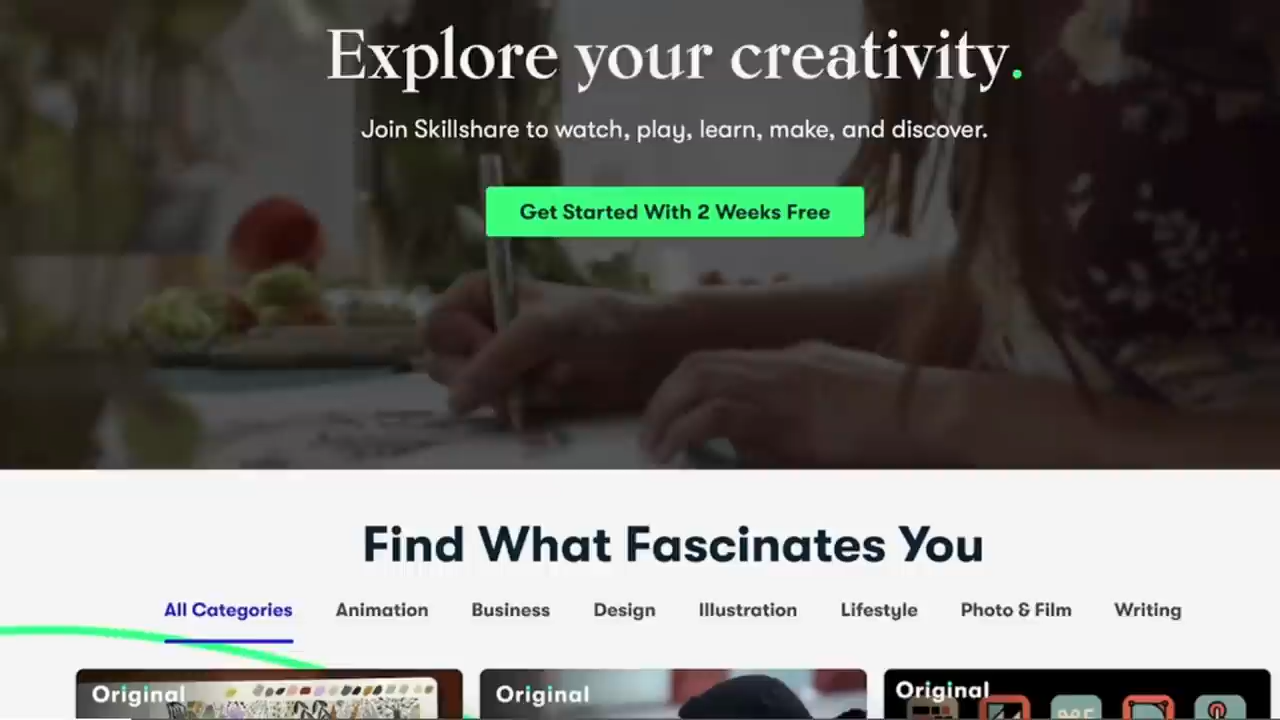 Explore your creativity.
Join Skillshare to watch, play, learn, make, and discover.
Get Started With 2 Weeks Free
Find What Fascinates You
All Categories Animation Business Design Illustration Lifestyle Photo & Film Writing
Original Original Original